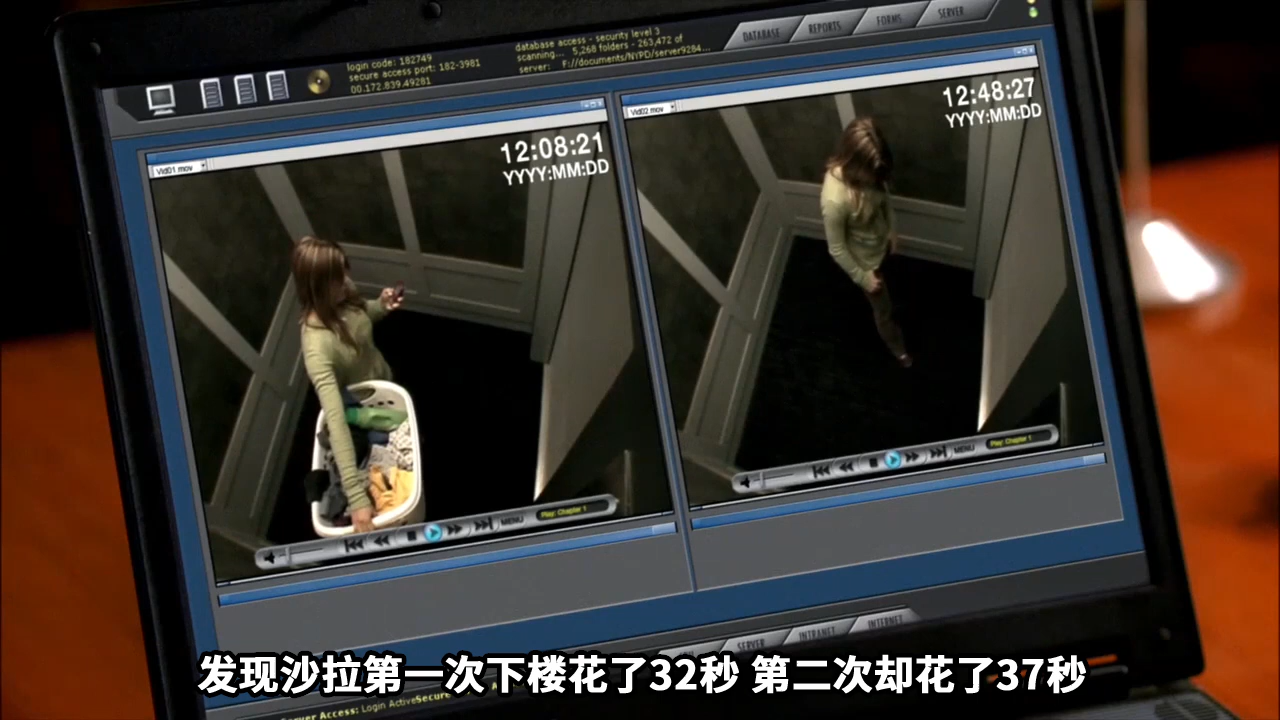 login code: 182749
secure access port: 182-3981
00.172.839.49281
database access - security level 3
scanning... 5,268 folders - 263,472 of
server: F://documents/NYPD/server9284...
DATABASE
REPORTS
FORMS
SERVER
Vid01.mov
12:08:21
YYYY:MM:DD
MENU
Play: Chapter 1
Vid02.mov
12:48:27
YYYY:MM:DD
MENU
Play: Chapter 1
SERVER
INTRANET
INTERNET
发现沙拉第一次下楼花了32秒 第二次却花了37秒
Server Access: Login ActiveSecure